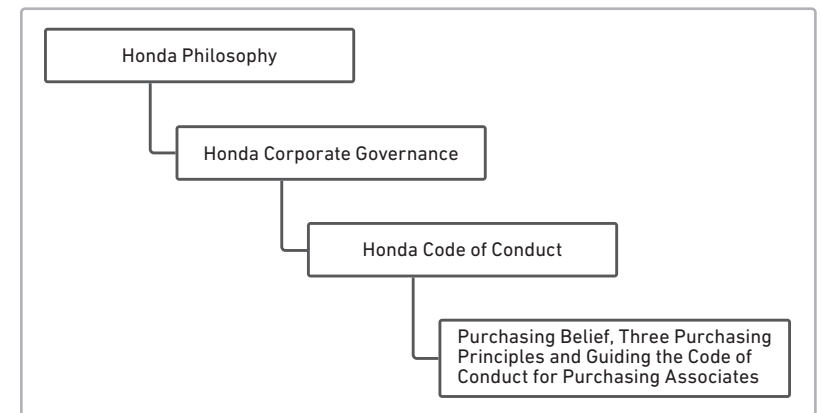 Honda Philosophy
Honda Corporate Governance
Honda Code of Conduct
Purchasing Belief, Three Purchasing
Principles and Guiding the Code of
Conduct for Purchasing Associates